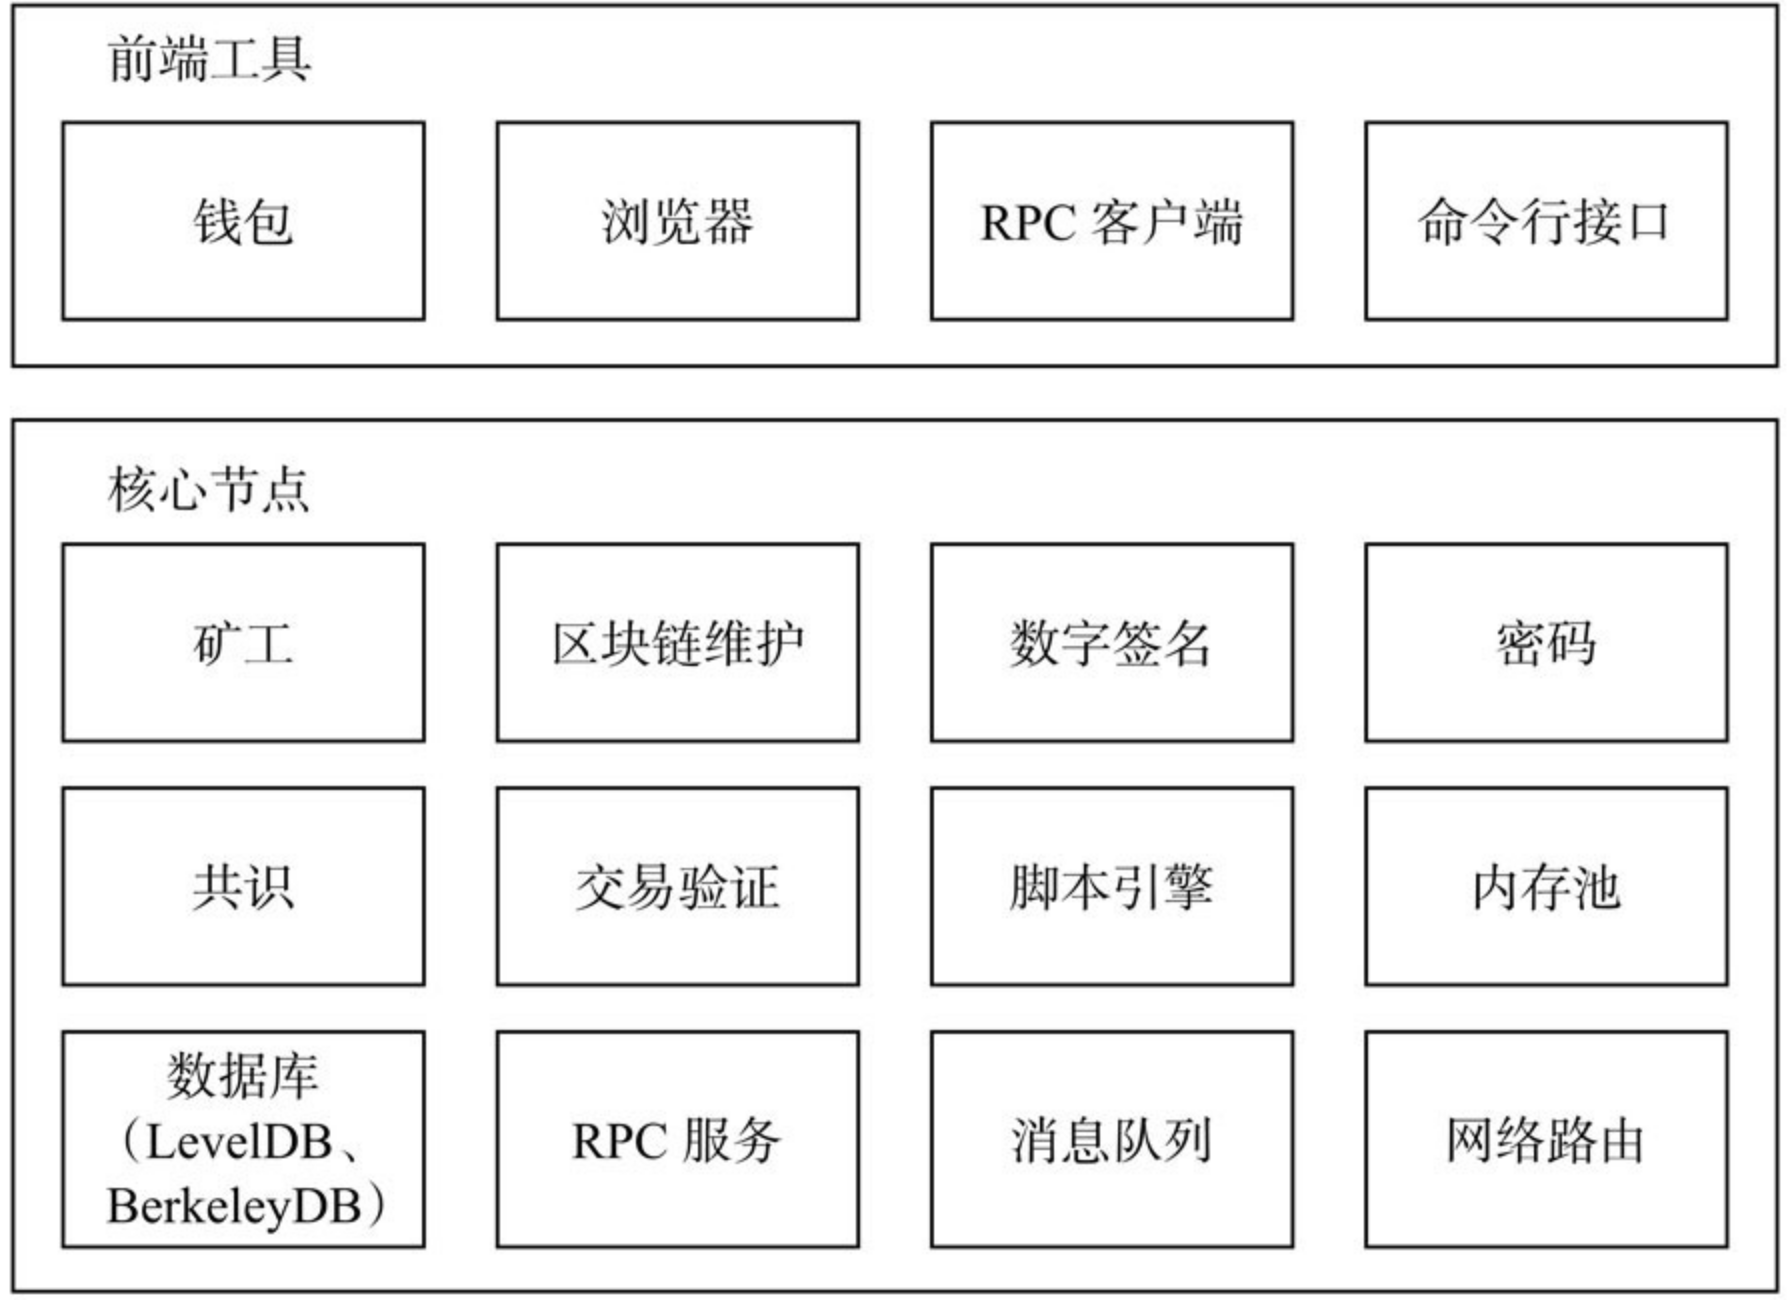 前端工具
钱包
浏览器
RPC 客户端
命令行接口
核心节点
矿工
区块链维护
数字签名
密码
共识
交易验证
脚本引擎
内存池
数据库
（LevelDB、
BerkeleyDB）
RPC 服务
消息队列
网络路由